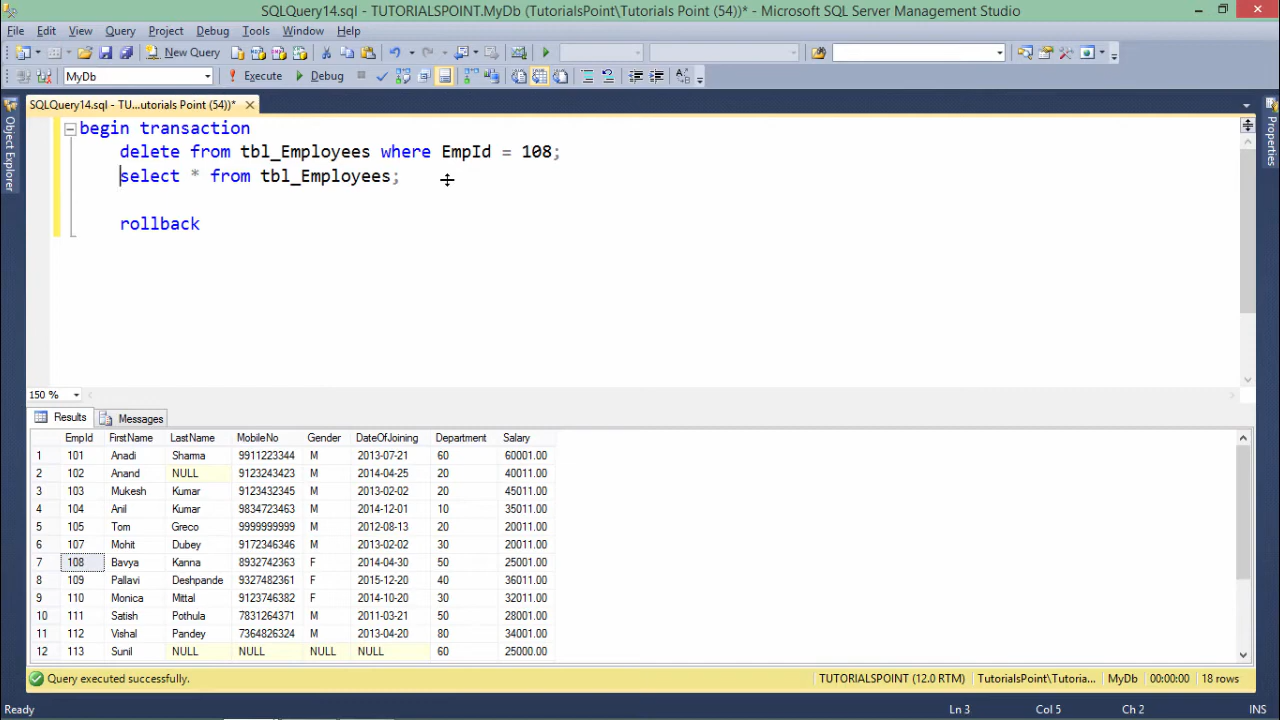 SQLQuery14.sql - TUTORIALSPOINT.MyDb (TutorialsPoint\Tutorials Point (54))* - Microsoft SQL Server Management Studio
File Edit View Query Project Debug Tools Window Help
New Query
MyDb Execute Debug
SQLQuery14.sql - TU...utorials Point (54))*
Object Explorer
Properties
begin transaction
delete from tbl_Employees where EmpId = 108;
select * from tbl_Employees;
rollback
150 %
Results Messages
EmpId FirstName LastName MobileNo Gender DateOfJoining Department Salary
1 101 Anadi Sharma 9911223344 M 2013-07-21 60 60001.00
2 102 Anand NULL 9123243423 M 2014-04-25 20 40011.00
3 103 Mukesh Kumar 9123432345 M 2013-02-02 20 45011.00
4 104 Anil Kumar 9834723463 M 2014-12-01 10 35011.00
5 105 Tom Greco 9999999999 M 2012-08-13 20 20011.00
6 107 Mohit Dubey 9172346346 M 2013-02-02 30 20011.00
7 108 Bavya Kanna 8932742363 F 2014-04-30 50 25001.00
8 109 Pallavi Deshpande 9327482361 F 2015-12-20 40 36011.00
9 110 Monica Mittal 9123746382 F 2014-10-20 30 32011.00
10 111 Satish Pothula 7831264371 M 2011-03-21 50 28001.00
11 112 Vishal Pandey 7364826324 M 2013-04-20 80 34001.00
12 113 Sunil NULL NULL NULL NULL 60 25000.00
Query executed successfully. TUTORIALSPOINT (12.0 RTM) TutorialsPoint\Tutoria... MyDb 00:00:00 18 rows
Ready Ln 3 Col 5 Ch 2 INS